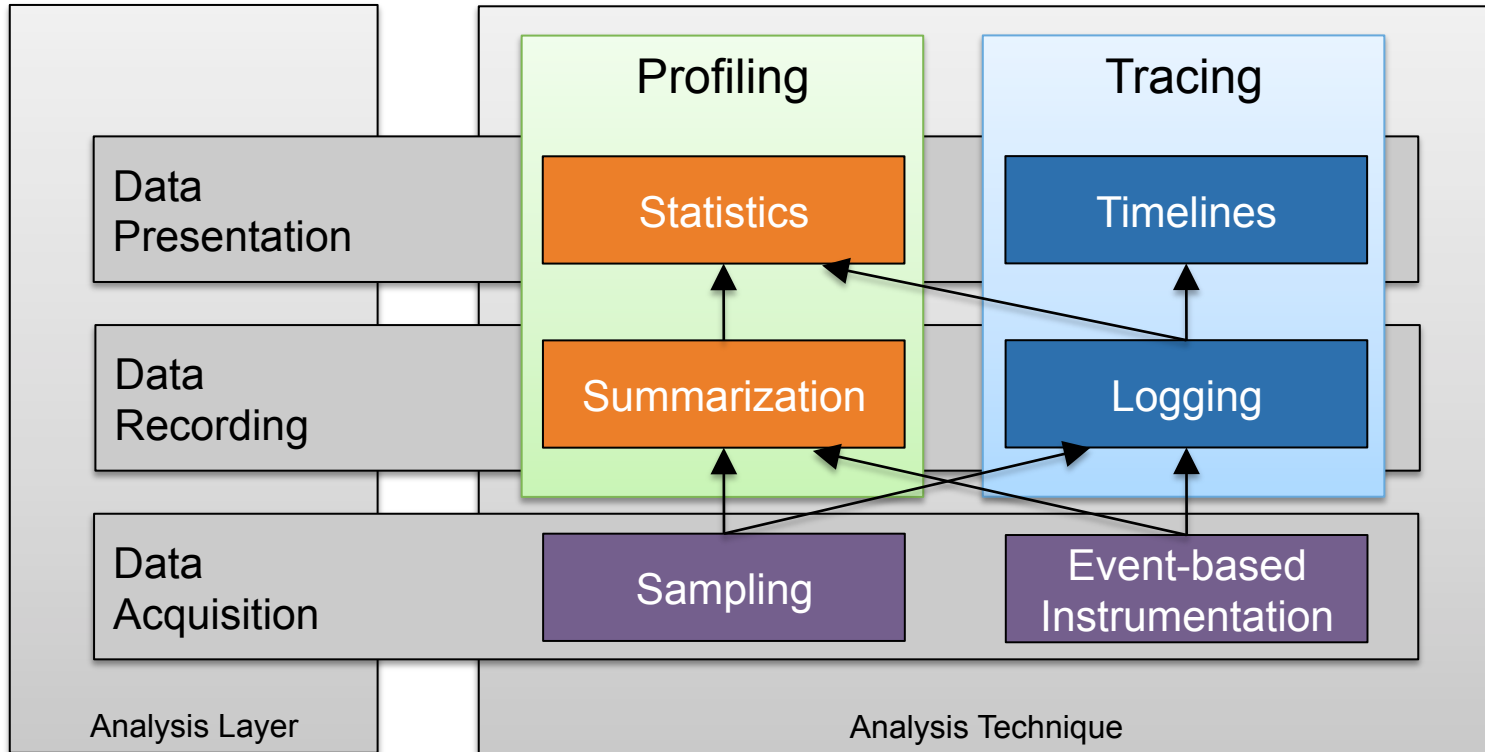 Profiling
Tracing
Data
Presentation
Statistics
Timelines
Data
Recording
Summarization
Logging
Data
Acquisition
Sampling
Event-based
Instrumentation
Analysis Layer
Analysis Technique